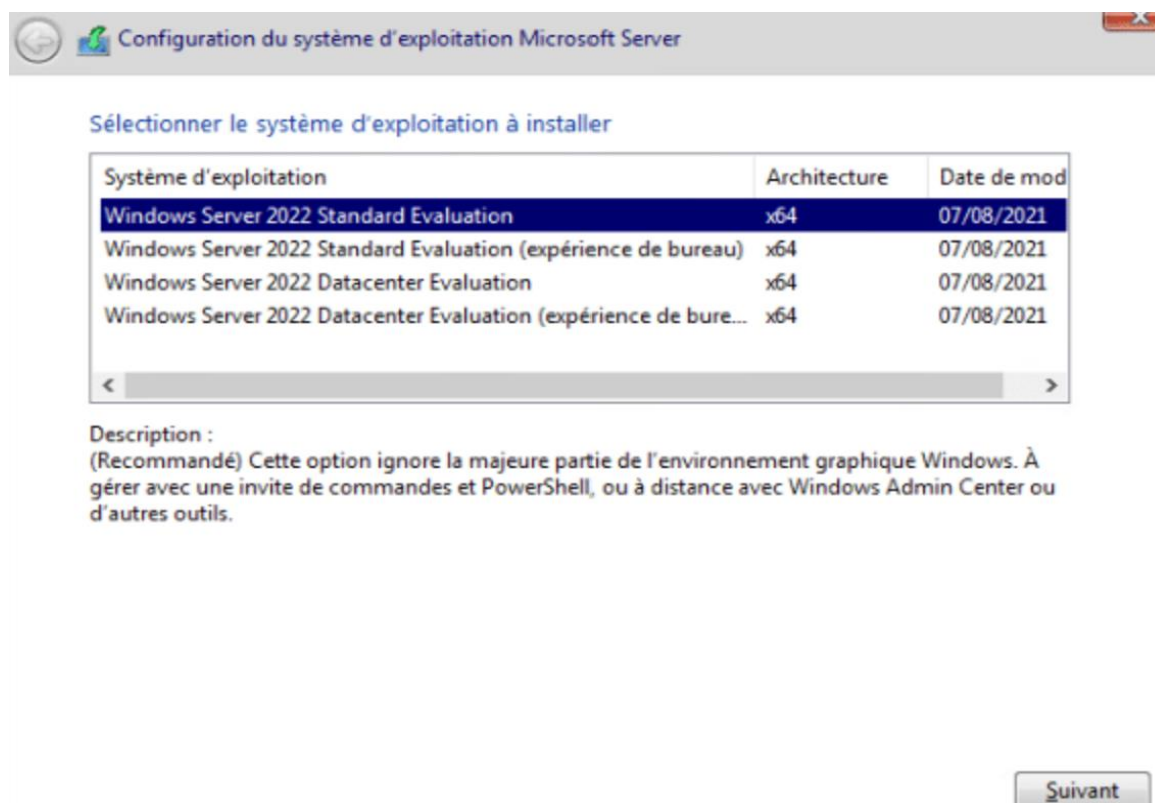 Configuration du système d'exploitation Microsoft Server
Sélectionner le système d'exploitation à installer
Système d'exploitation Architecture Date de mod
Windows Server 2022 Standard Evaluation x64 07/08/2021
Windows Server 2022 Standard Evaluation (expérience de bureau) x64 07/08/2021
Windows Server 2022 Datacenter Evaluation x64 07/08/2021
Windows Server 2022 Datacenter Evaluation (expérience de bure... x64 07/08/2021
Description :
(Recommandé) Cette option ignore la majeure partie de l'environnement graphique Windows. À
gérer avec une invite de commandes et PowerShell, ou à distance avec Windows Admin Center ou
d'autres outils.
Suivant